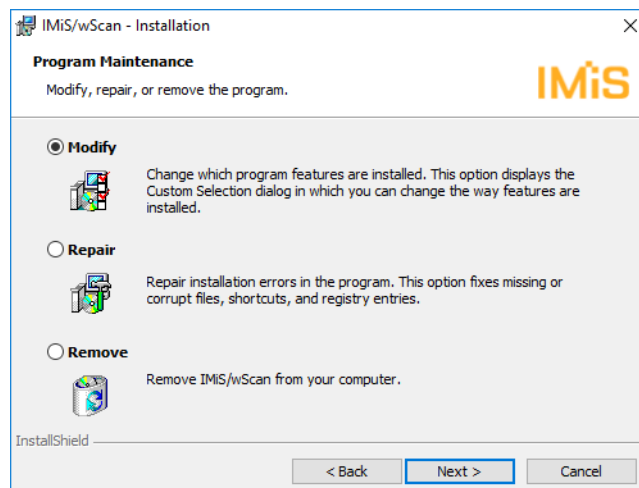 IMiS/wScan - Installation
Program Maintenance
Modify, repair, or remove the program.
IMiS
Modify
Change which program features are installed. This option displays the
Custom Selection dialog in which you can change the way features are
installed.
Repair
Repair installation errors in the program. This option fixes missing or
corrupt files, shortcuts, and registry entries.
Remove
Remove IMiS/wScan from your computer.
InstallShield
< Back Next > Cancel